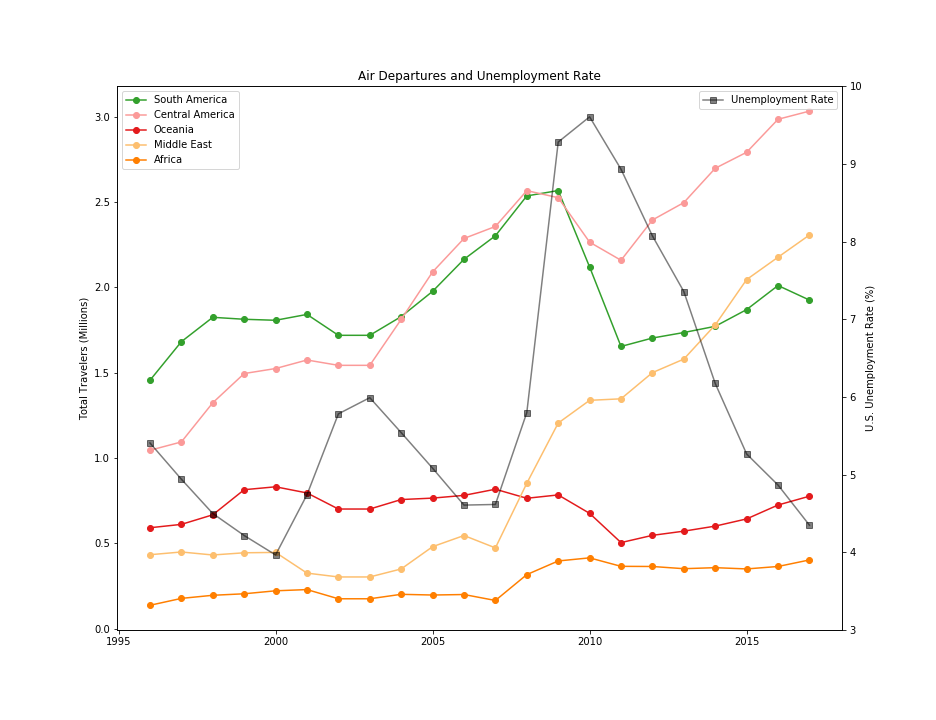 Air Departures and Unemployment Rate
South America
Central America
Oceania
Middle East
Africa
Unemployment Rate
Total Travelers (Millions)
3.0
2.5
2.0
1.5
1.0
0.5
0.0
U.S. Unemployment Rate (%)
10
9
8
7
6
5
4
3
1995
2000
2005
2010
2015